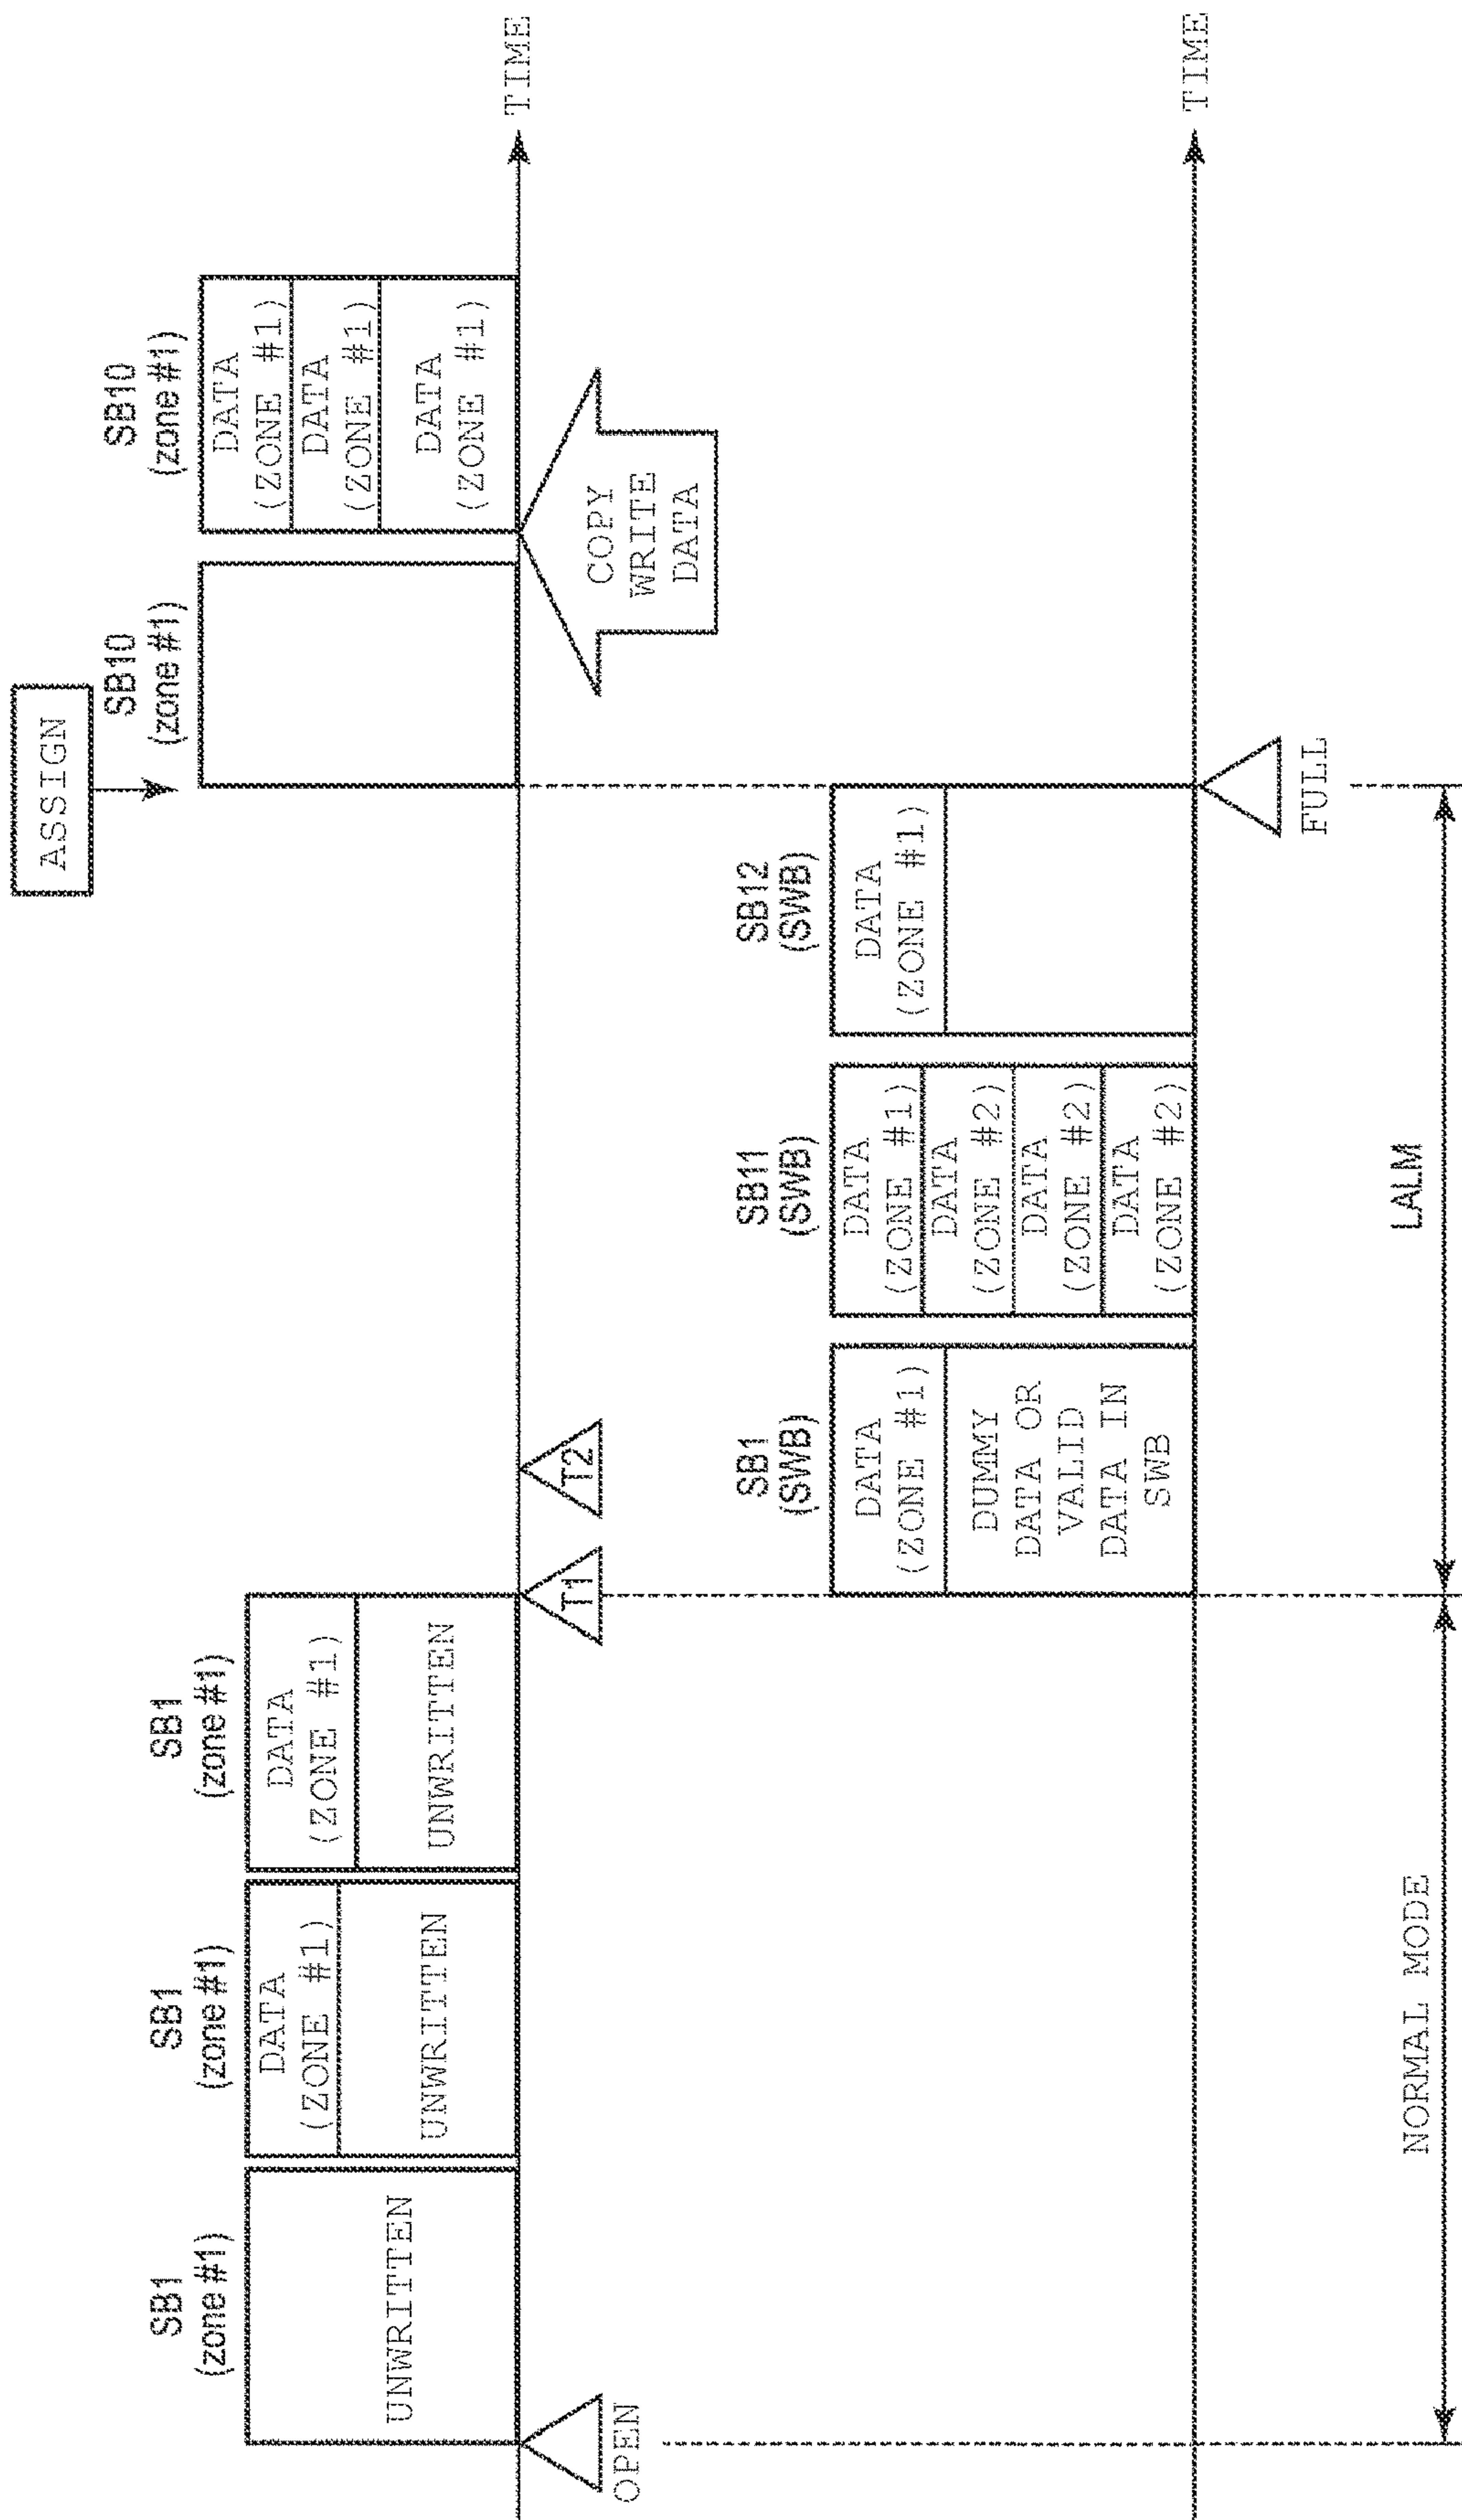 ASSIGN
SB1
(zone #1)
UNWRITTEN
SB1
(zone #1)
DATA
(ZONE #1)
UNWRITTEN
SB1
(zone #1)
DATA
(ZONE #1)
UNWRITTEN
SB10
(zone #1)
SB10
(zone #1)
DATA
(ZONE #1)
DATA
(ZONE #1)
DATA
(ZONE #1)
TIME
OPEN
T1
T2
COPY
WRITE
DATA
SB1
(SWB)
DATA
(ZONE #1)
DUMMY
DATA OR
VALID
DATA IN
SWB
SB11
(SWB)
DATA
(ZONE #1)
DATA
(ZONE #2)
DATA
(ZONE #2)
DATA
(ZONE #2)
SB12
(SWB)
DATA
(ZONE #1)
TIME
FULL
NORMAL MODE
LALM